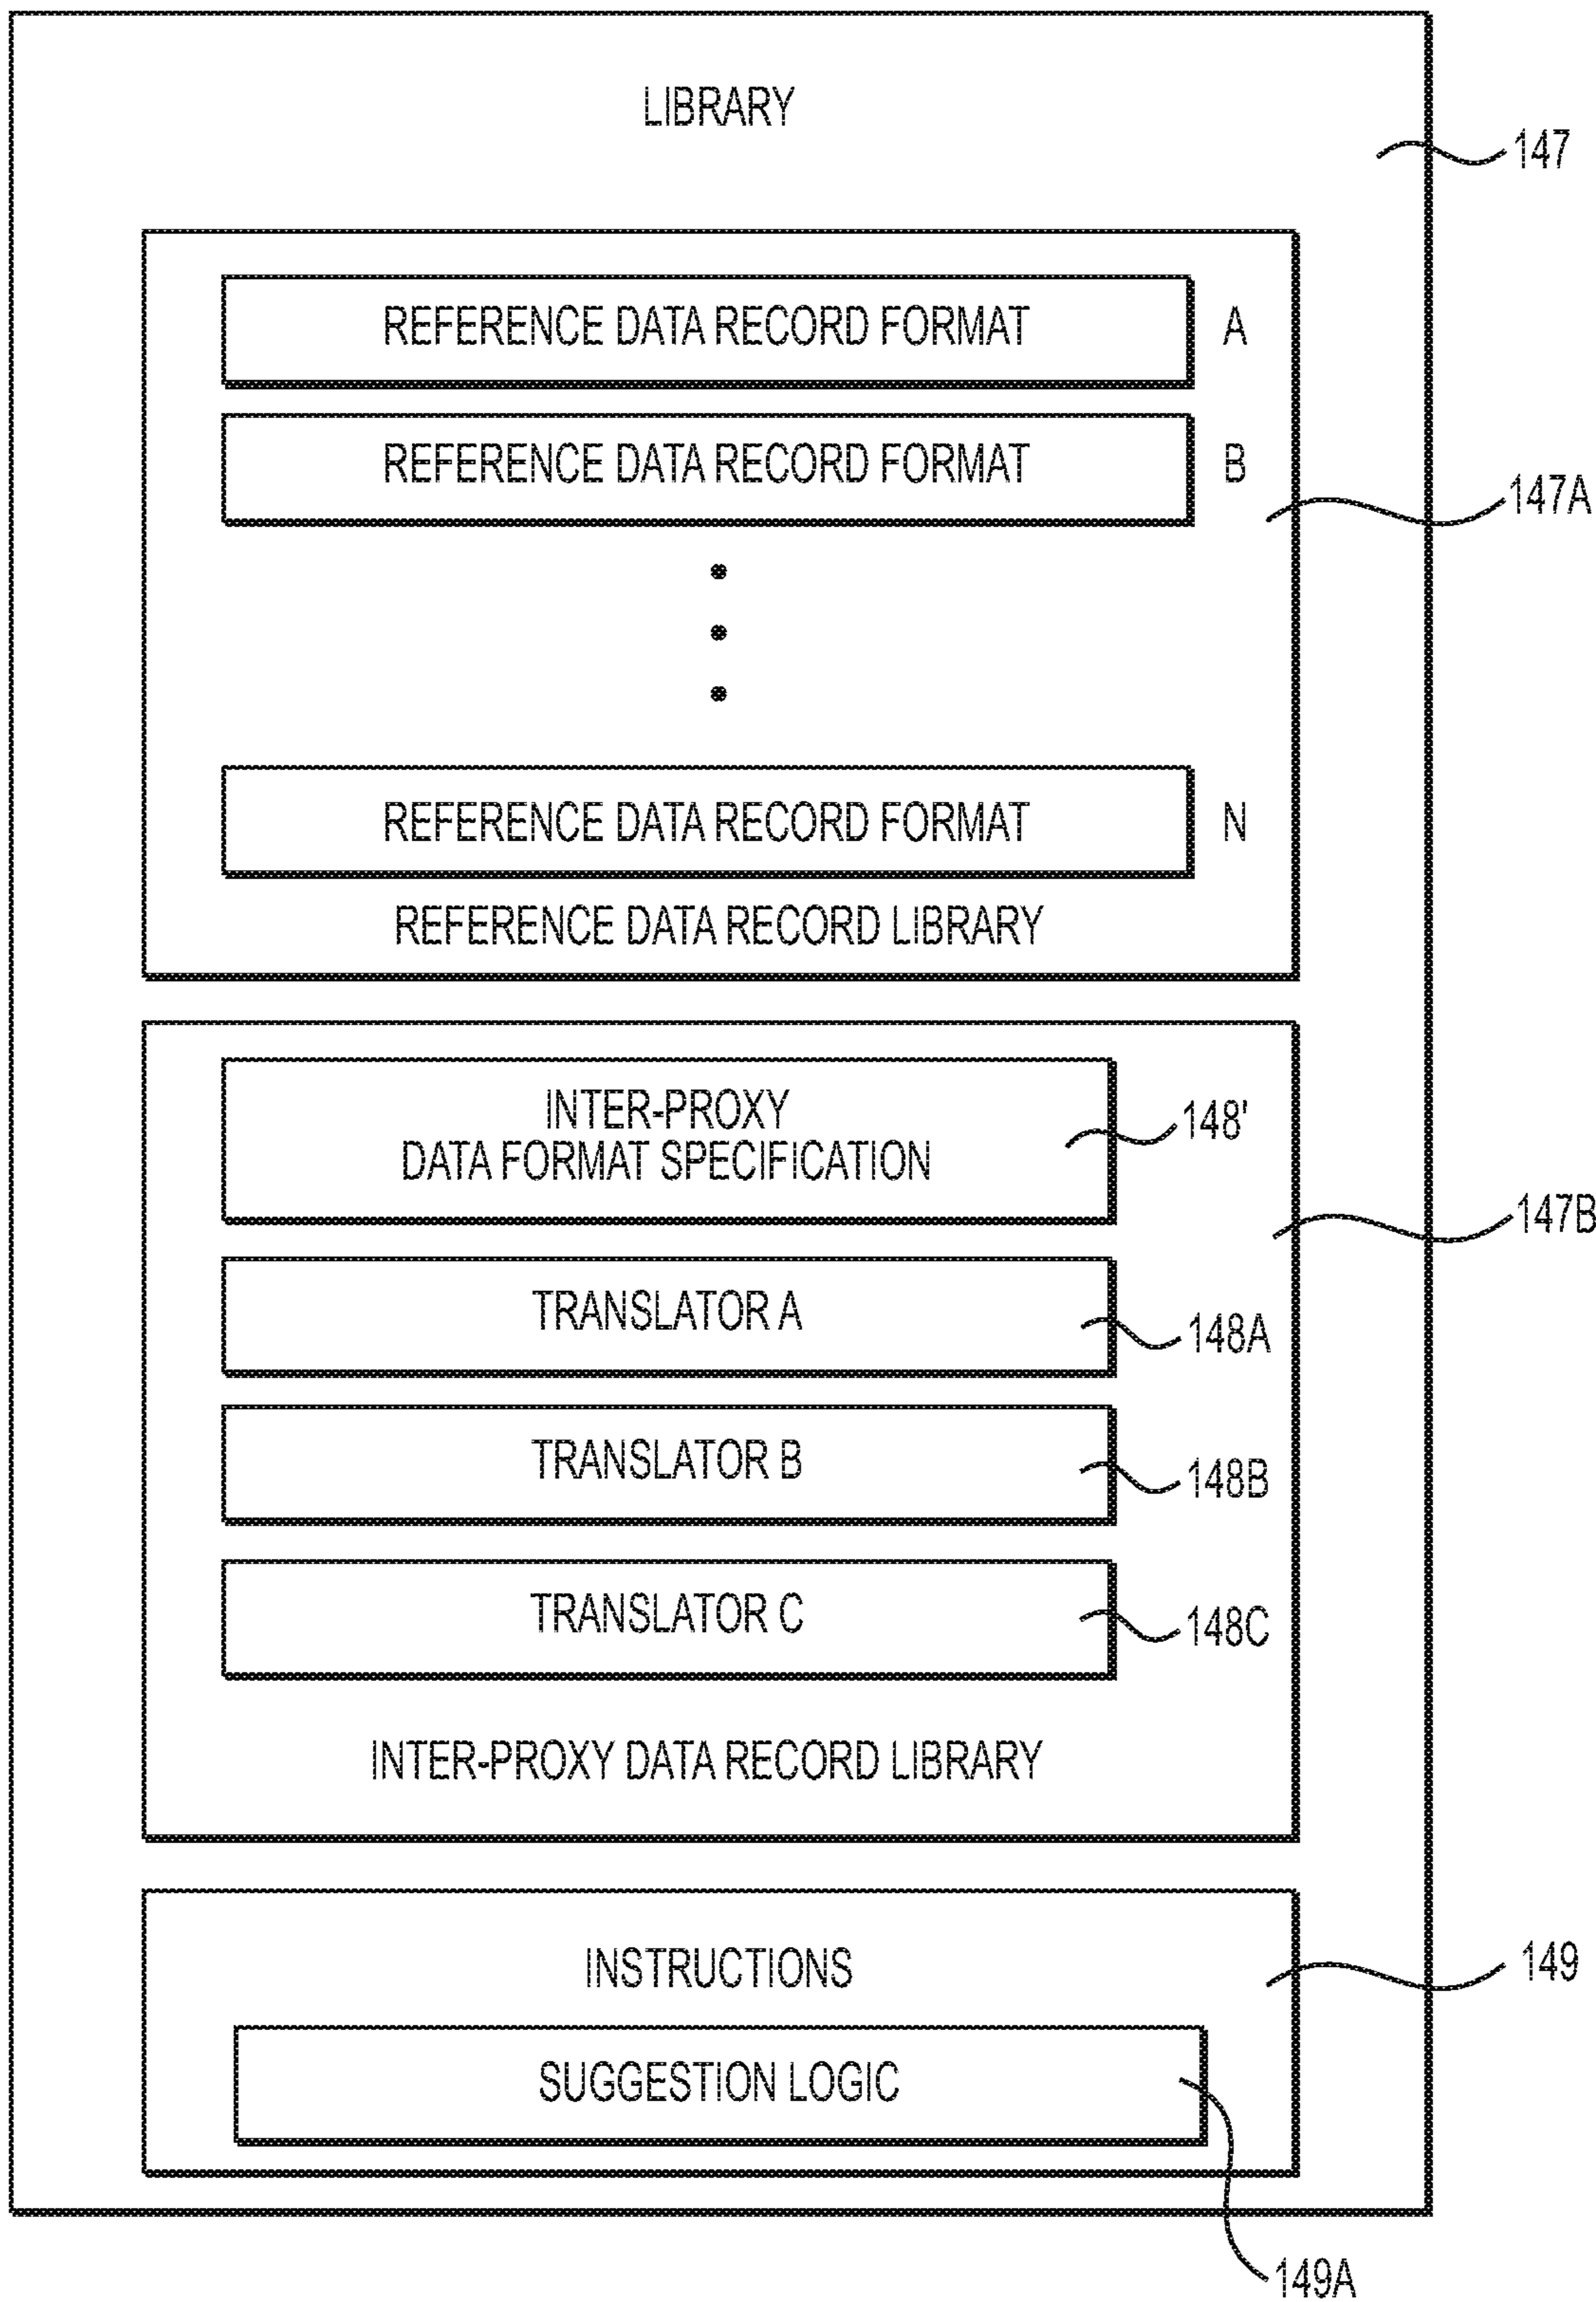 LIBRARY
147
REFERENCE DATA RECORD FORMAT A
REFERENCE DATA RECORD FORMAT B
147A
REFERENCE DATA RECORD FORMAT N
REFERENCE DATA RECORD LIBRARY
INTER-PROXY
DATA FORMAT SPECIFICATION
148'
147B
TRANSLATOR A
148A
TRANSLATOR B
148B
TRANSLATOR C
148C
INTER-PROXY DATA RECORD LIBRARY
INSTRUCTIONS
149
SUGGESTION LOGIC
149A